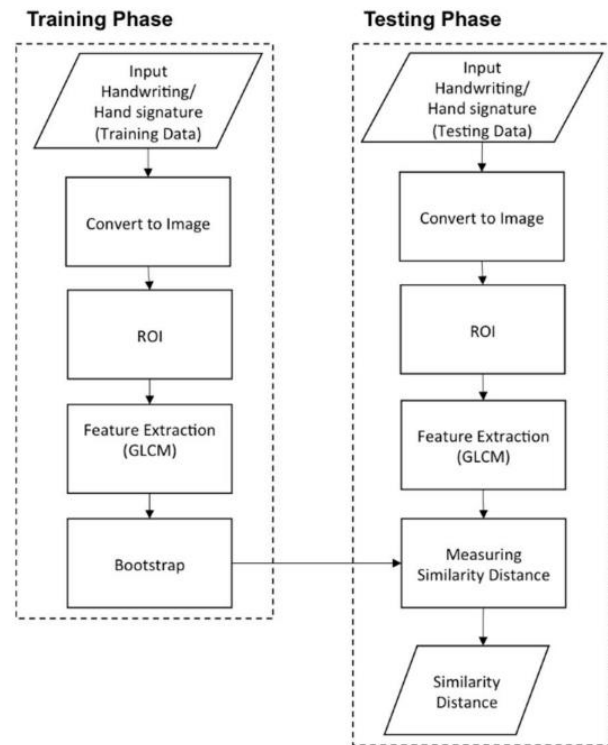 Training Phase
Input
Handwriting/
Hand signature
(Training Data)
Convert to Image
ROI
Feature Extraction
(GLCM)
Bootstrap
Testing Phase
Input
Handwriting/
Hand signature
(Testing Data)
Convert to Image
ROI
Feature Extraction
(GLCM)
Measuring
Similarity Distance
Similarity
Distance